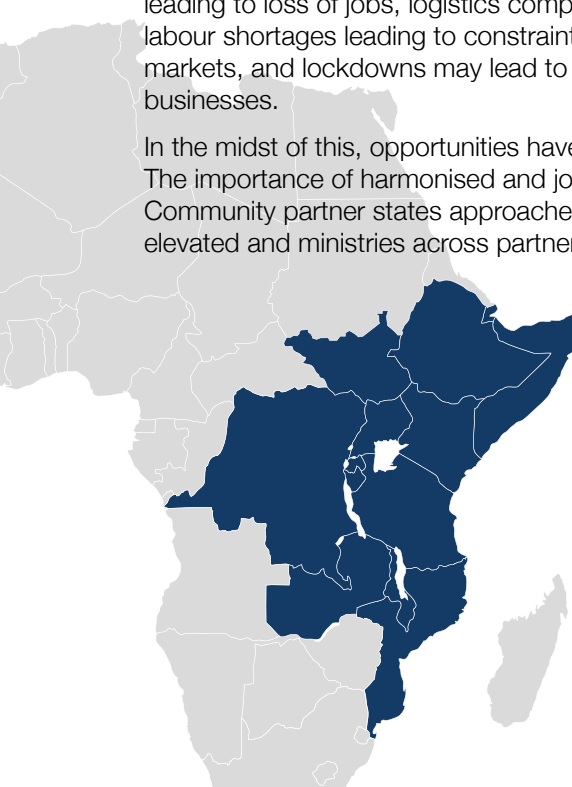 leading to loss of jobs, logistics comp
labour shortages leading to constraint
markets, and lockdowns may lead to
businesses.
In the midst of this, opportunities have
The importance of harmonised and jo
Community partner states approache
elevated and ministries across partner